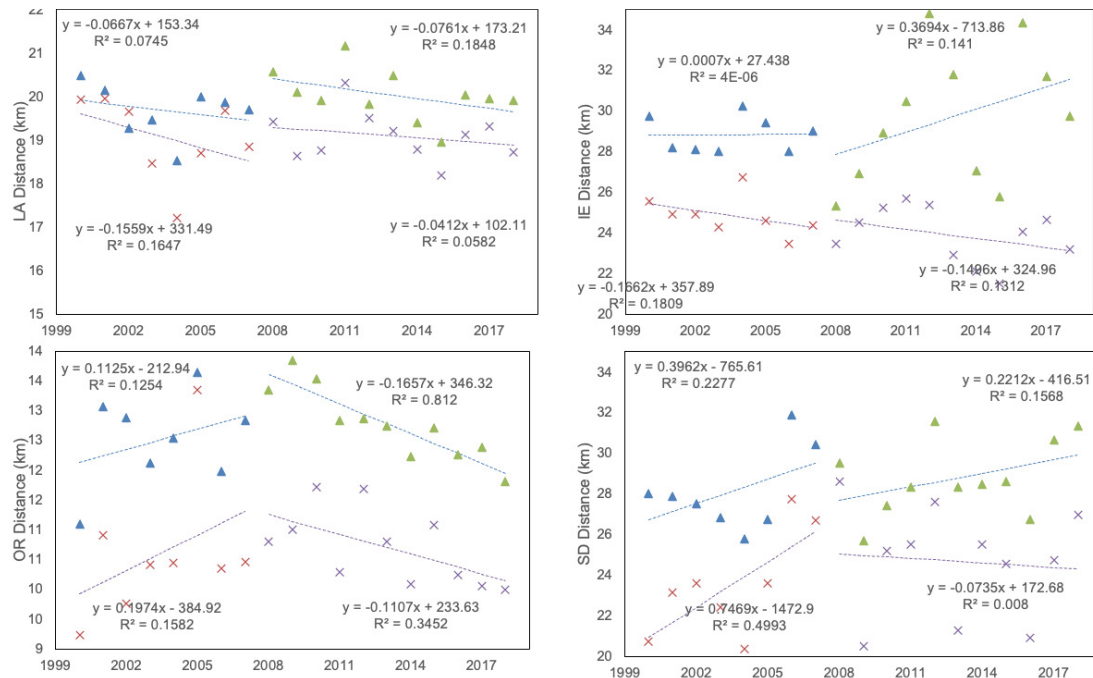 22
21
20
19
18
17
16
15
LA Distance (km)
y = -0.0667x + 153.34
R² = 0.0745
y = -0.0761x + 173.21
R² = 0.1848
y = -0.1559x + 331.49
R² = 0.1647
y = -0.0412x + 102.11
R² = 0.0582
1999 2002 2005 2008 2011 2014 2017
34
32
30
28
26
24
22
20
IE Distance (km)
y = 0.0007x + 27.438
R² = 4E-06
y = 0.3694x - 713.86
R² = 0.141
y = -0.1662x + 357.89
R² = 0.1809
y = -0.1496x + 324.96
R² = 0.1312
1999 2002 2005 2008 2011 2014 2017
14
14
13
13
12
12
11
11
10
10
9
OR Distance (km)
y = 0.1125x - 212.94
R² = 0.1254
y = -0.1657x + 346.32
R² = 0.812
y = 0.1974x - 384.92
R² = 0.1582
y = -0.1107x + 233.63
R² = 0.3452
1999 2002 2005 2008 2011 2014 2017
34
32
30
28
26
24
22
20
SD Distance (km)
y = 0.3962x - 765.61
R² = 0.2277
y = 0.2212x - 416.51
R² = 0.1568
y = 0.7469x - 1472.9
R² = 0.4993
y = -0.0735x + 172.68
R² = 0.008
1999 2002 2005 2008 2011 2014 2017